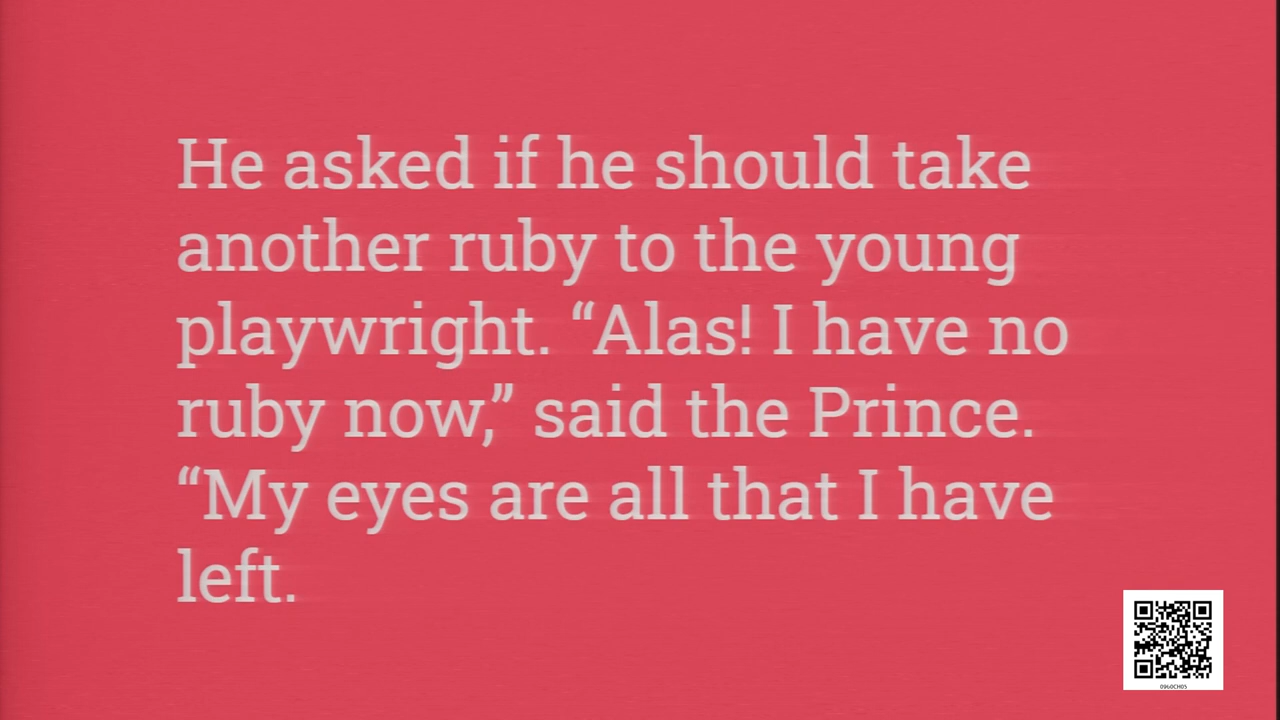 He asked if he should take
another ruby to the young
playwright. “Alas! I have no
ruby now,” said the Prince.
“My eyes are all that I have
left.
0960CH05